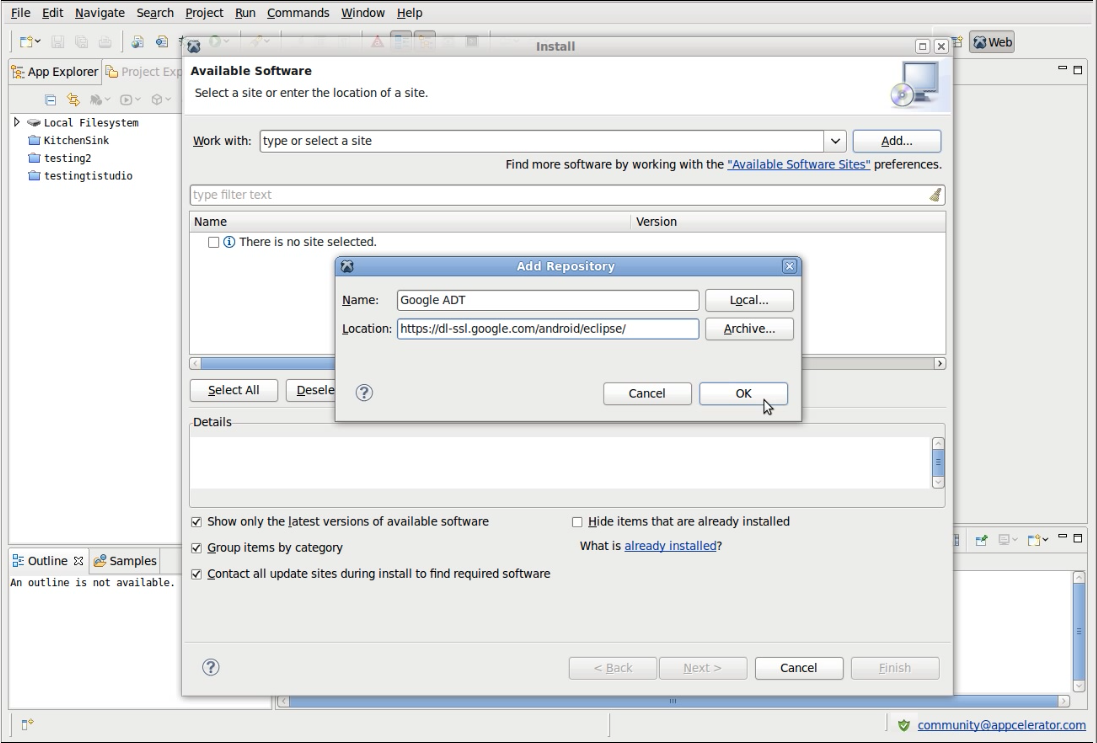 File Edit Navigate Search Project Run Commands Window Help
Install
Web
App Explorer Project Exp
Available Software
Select a site or enter the location of a site.
Local Filesystem
KitchenSink
testing2
testingtistudio
Work with: type or select a site Add...
Find more software by working with the "Available Software Sites" preferences.
type filter text
Name Version
There is no site selected.
Add Repository
Name: Google ADT Local...
Location: https://dl-ssl.google.com/android/eclipse/ Archive...
Cancel OK
Select All Desele
Details
Show only the latest versions of available software Hide items that are already installed
Group items by category What is already installed?
Contact all update sites during install to find required software
Outline Samples
An outline is not available.
< Back Next > Cancel Finish
community@appcelerator.com